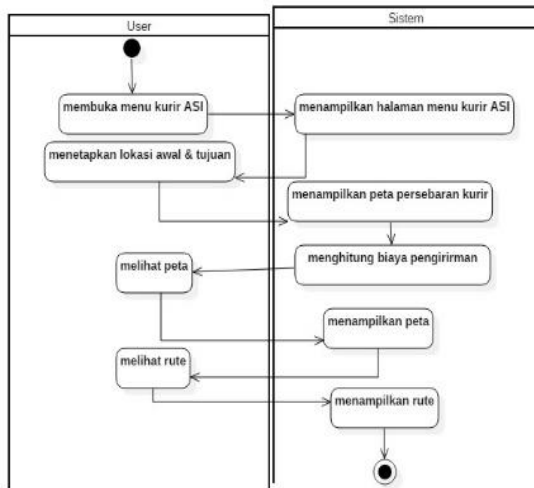 User
Sistem
membuka menu kurir ASI
menampilkan halaman menu kurir ASI
menetapkan lokasi awal & tujuan
menampilkan peta persebaran kurir
menghitung biaya pengirirman
melihat peta
menampilkan peta
melihat rute
menampilkan rute